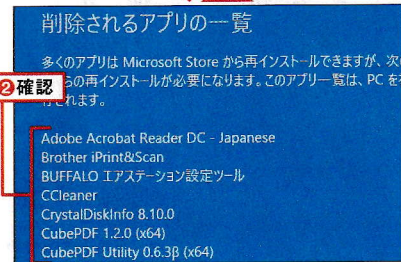 削除されるアプリの一覧
多くのアプリは Microsoft Store から再インストールできますが、次の
らの再インストールが必要になります。このアプリ一覧は、PC を
存されます。
❷確認
Adobe Acrobat Reader DC - Japanese
Brother iPrint&Scan
BUFFALO エアステーション設定ツール
CCleaner
CrystalDiskInfo 8.10.0
CubePDF 1.2.0 (x64)
CubePDF Utility 0.6.3β (x64)